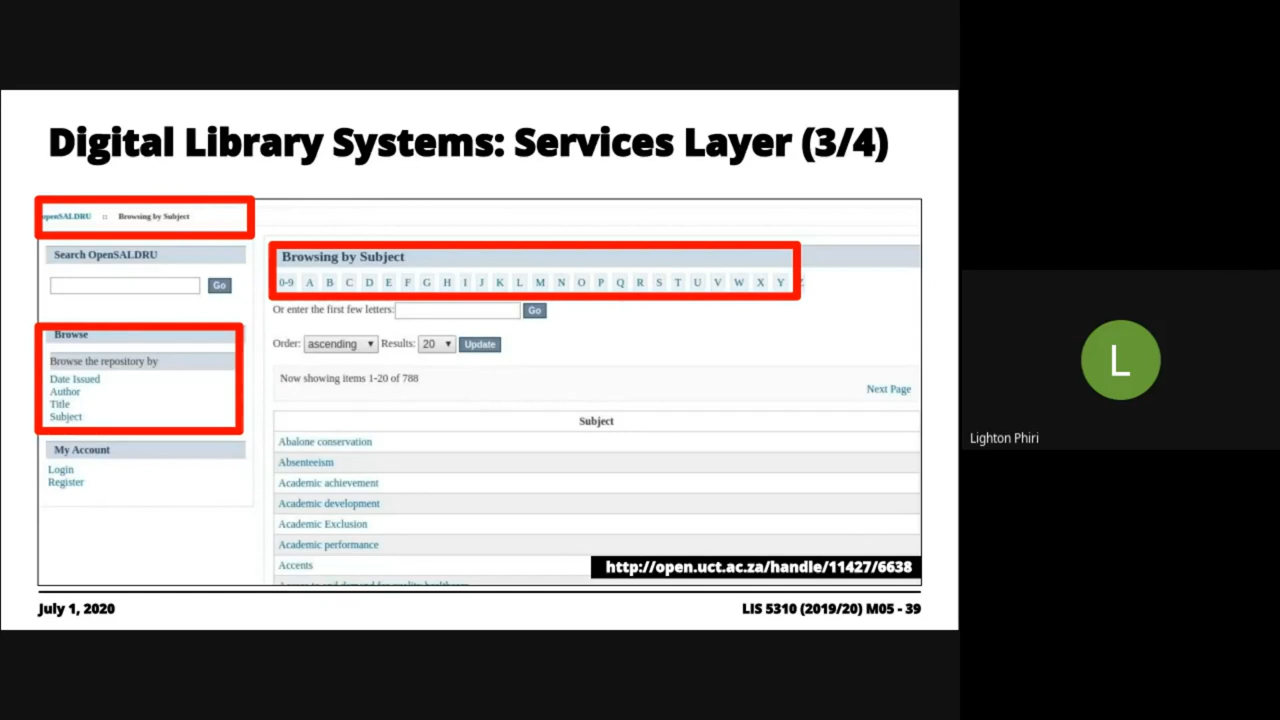 Digital Library Systems: Services Layer (3/4)
openSALDRU :: Browsing by Subject
Search OpenSALDRU
Go
Browse
Browse the repository by
Date Issued
Author
Title
Subject
My Account
Login
Register
Browsing by Subject
0-9 A B C D E F G H I J K L M N O P Q R S T U V W X Y Z
Or enter the first few letters: Go
Order: ascending Results: 20 Update
Now showing items 1-20 of 788
Next Page
Subject
Abalone conservation
Absenteeism
Academic achievement
Academic development
Academic Exclusion
Academic performance
Accents
http://open.uct.ac.za/handle/11427/6638
July 1, 2020
LIS 5310 (2019/20) M05 - 39
L
Lighton Phiri